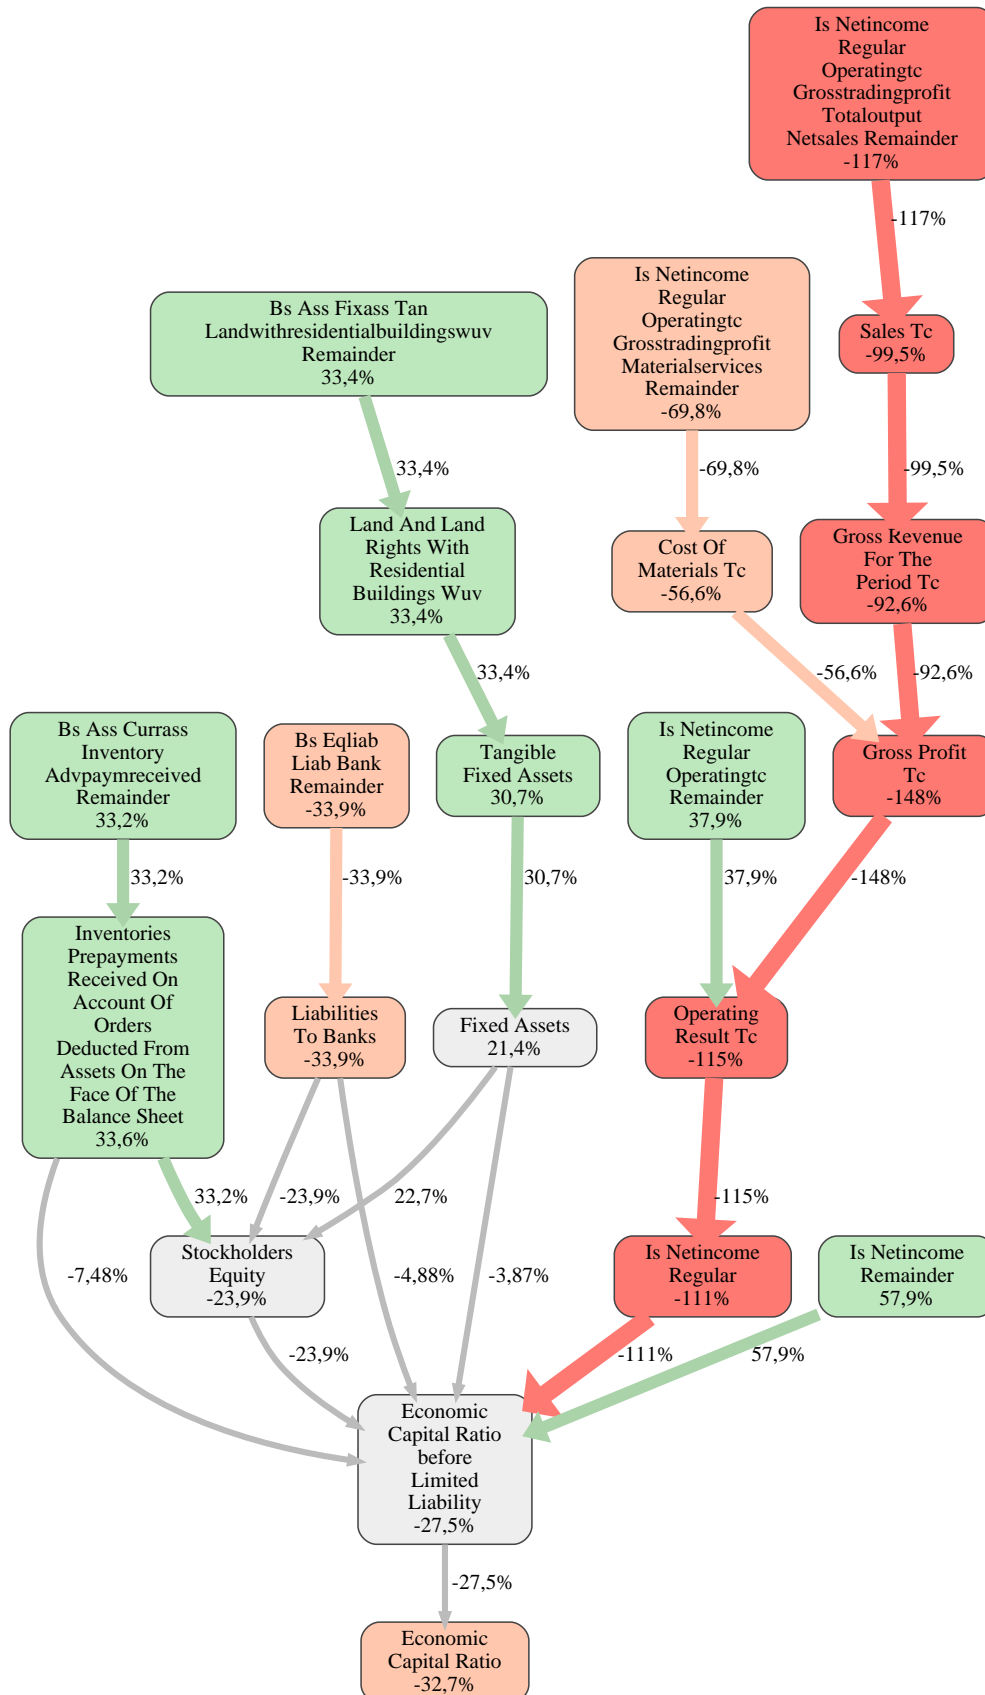 Is Netincome
Regular
Operatingtc
Grosstradingprofit
Totaloutput
Netsales Remainder
-117%
-117%
Is Netincome
Regular
Operatingtc
Grosstradingprofit
Materialservices
Remainder
-69,8%
Bs Ass Fixass Tan
Landwithresidentialbuildingswuv
Remainder
33,4%
Sales Tc
-99,5%
33,4%
-69,8%
-99,5%
Land And Land
Rights With
Residential
Buildings Wuv
33,4%
Cost Of
Materials Tc
-56,6%
Gross Revenue
For The
Period Tc
-92,6%
33,4%
-56,6%
-92,6%
Bs Ass Currass
Inventory
Advpaymreceived
Remainder
33,2%
Bs Eqliab
Liab Bank
Remainder
-33,9%
Tangible
Fixed Assets
30,7%
Is Netincome
Regular
Operatingtc
Remainder
37,9%
Gross Profit
Tc
-148%
33,2%
-33,9%
30,7%
37,9%
-148%
Inventories
Prepayments
Received On
Account Of
Orders
Deducted From
Assets On The
Face Of The
Balance Sheet
33,6%
Liabilities
To Banks
-33,9%
Fixed Assets
21,4%
Operating
Result Tc
-115%
33,2%
-23,9%
22,7%
-115%
Stockholders
Equity
-23,9%
-7,48%
-4,88%
-3,87%
Is Netincome
Regular
-111%
Is Netincome
Remainder
57,9%
-23,9%
-111%
57,9%
Economic
Capital Ratio
before
Limited
Liability
-27,5%
-27,5%
Economic
Capital Ratio
-32,7%